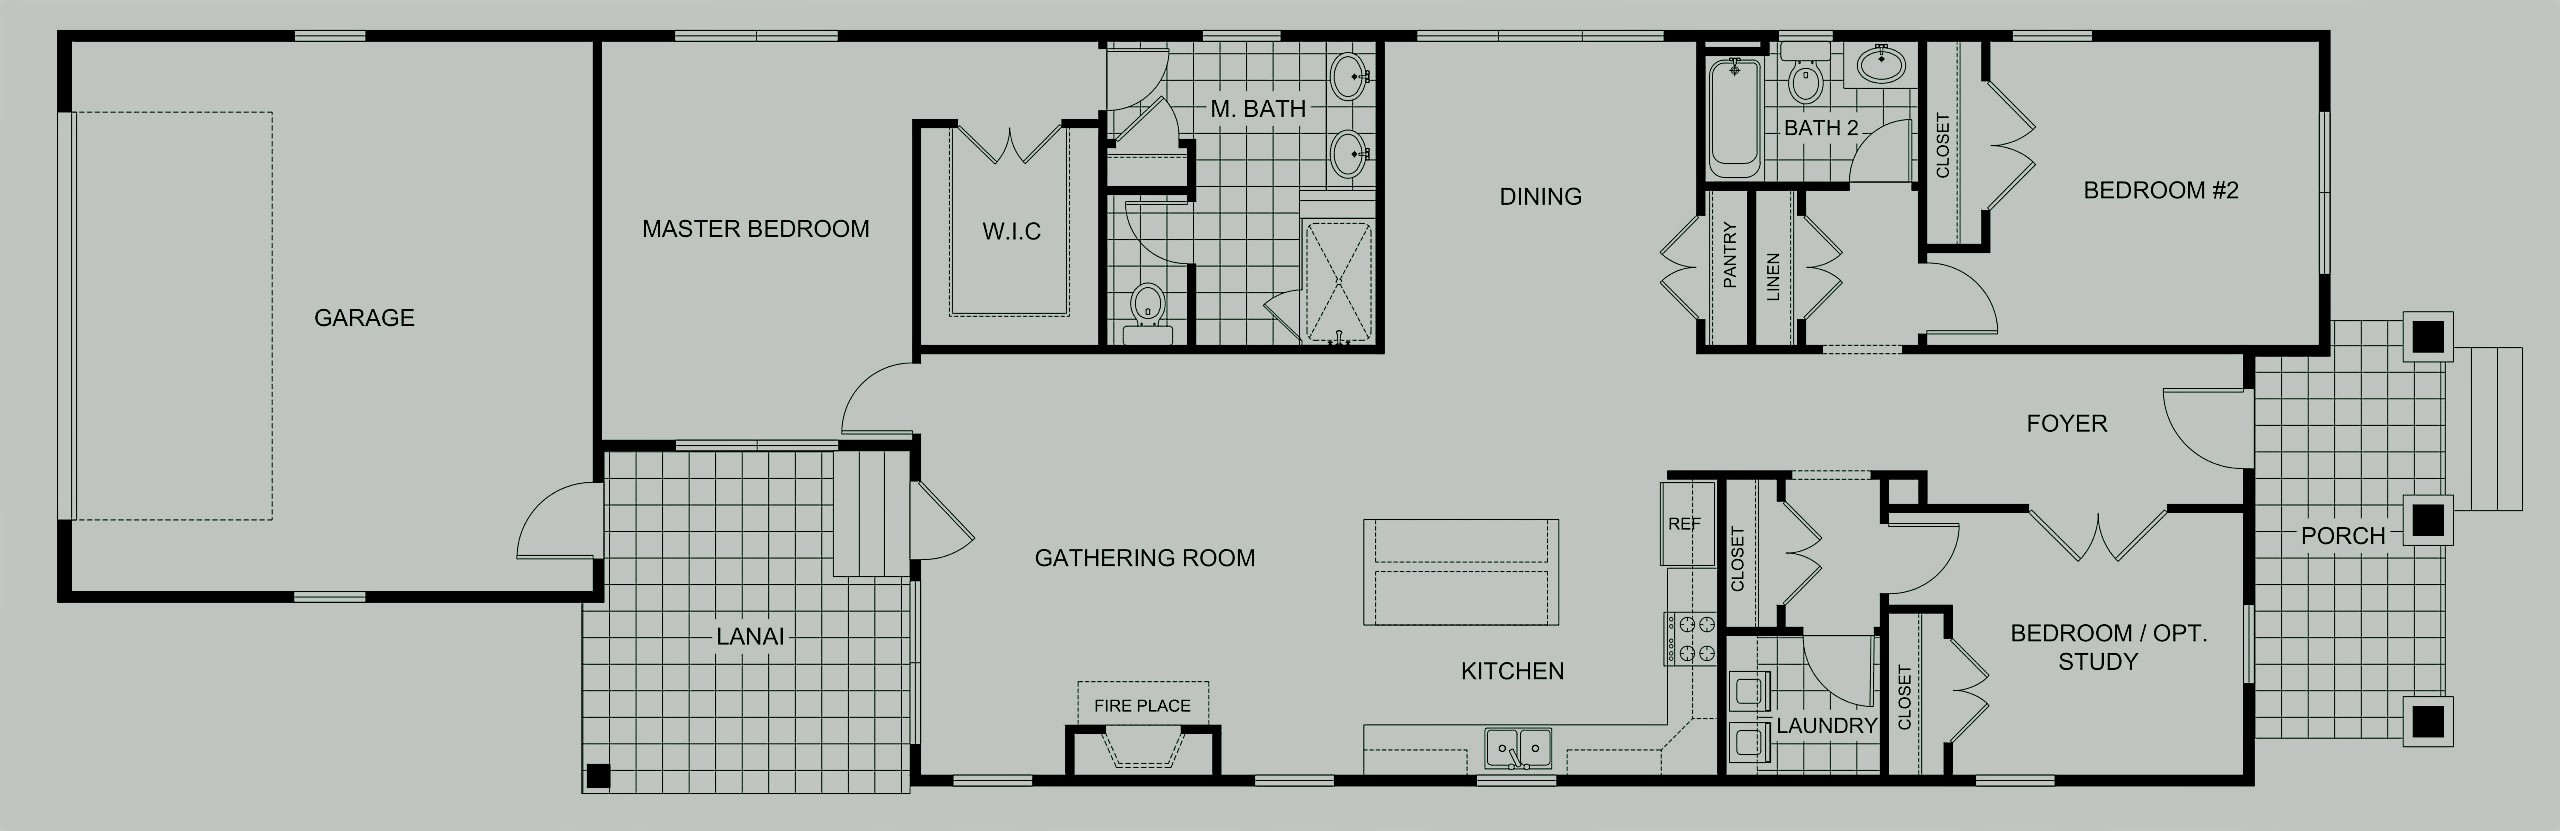 GARAGE
MASTER BEDROOM
W.I.C
M. BATH
DINING
PANTRY
LINEN
BATH 2
CLOSET
BEDROOM #2
FOYER
PORCH
LANAI
GATHERING ROOM
FIRE PLACE
KITCHEN
REF
CLOSET
LAUNDRY
CLOSET
BEDROOM / OPT.
STUDY